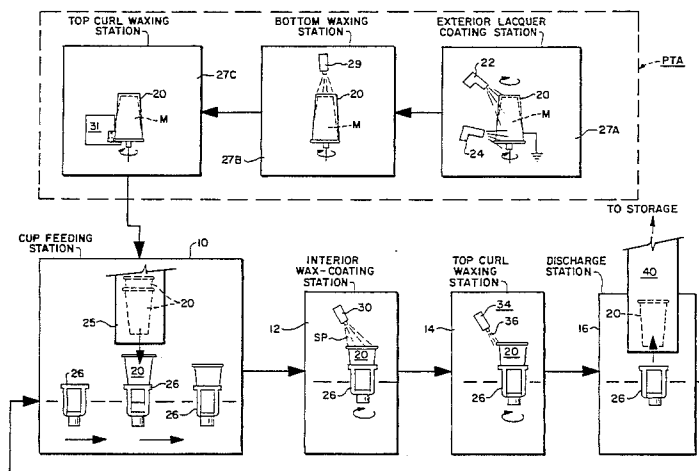 TOP CURL WAXING
STATION
BOTTOM WAXING
STATION
EXTERIOR LACQUER
COATING STATION
27C
20
31
M
29
20
M
27B
22
20
M
24
27A
PTA
TO STORAGE
CUP FEEDING
STATION
10
20
25
26
20
26
26
INTERIOR
WAX-COATING
STATION
30
12
SP
20
26
TOP CURL
WAXING
STATION
34
36
14
20
26
DISCHARGE
STATION
40
20
16
26